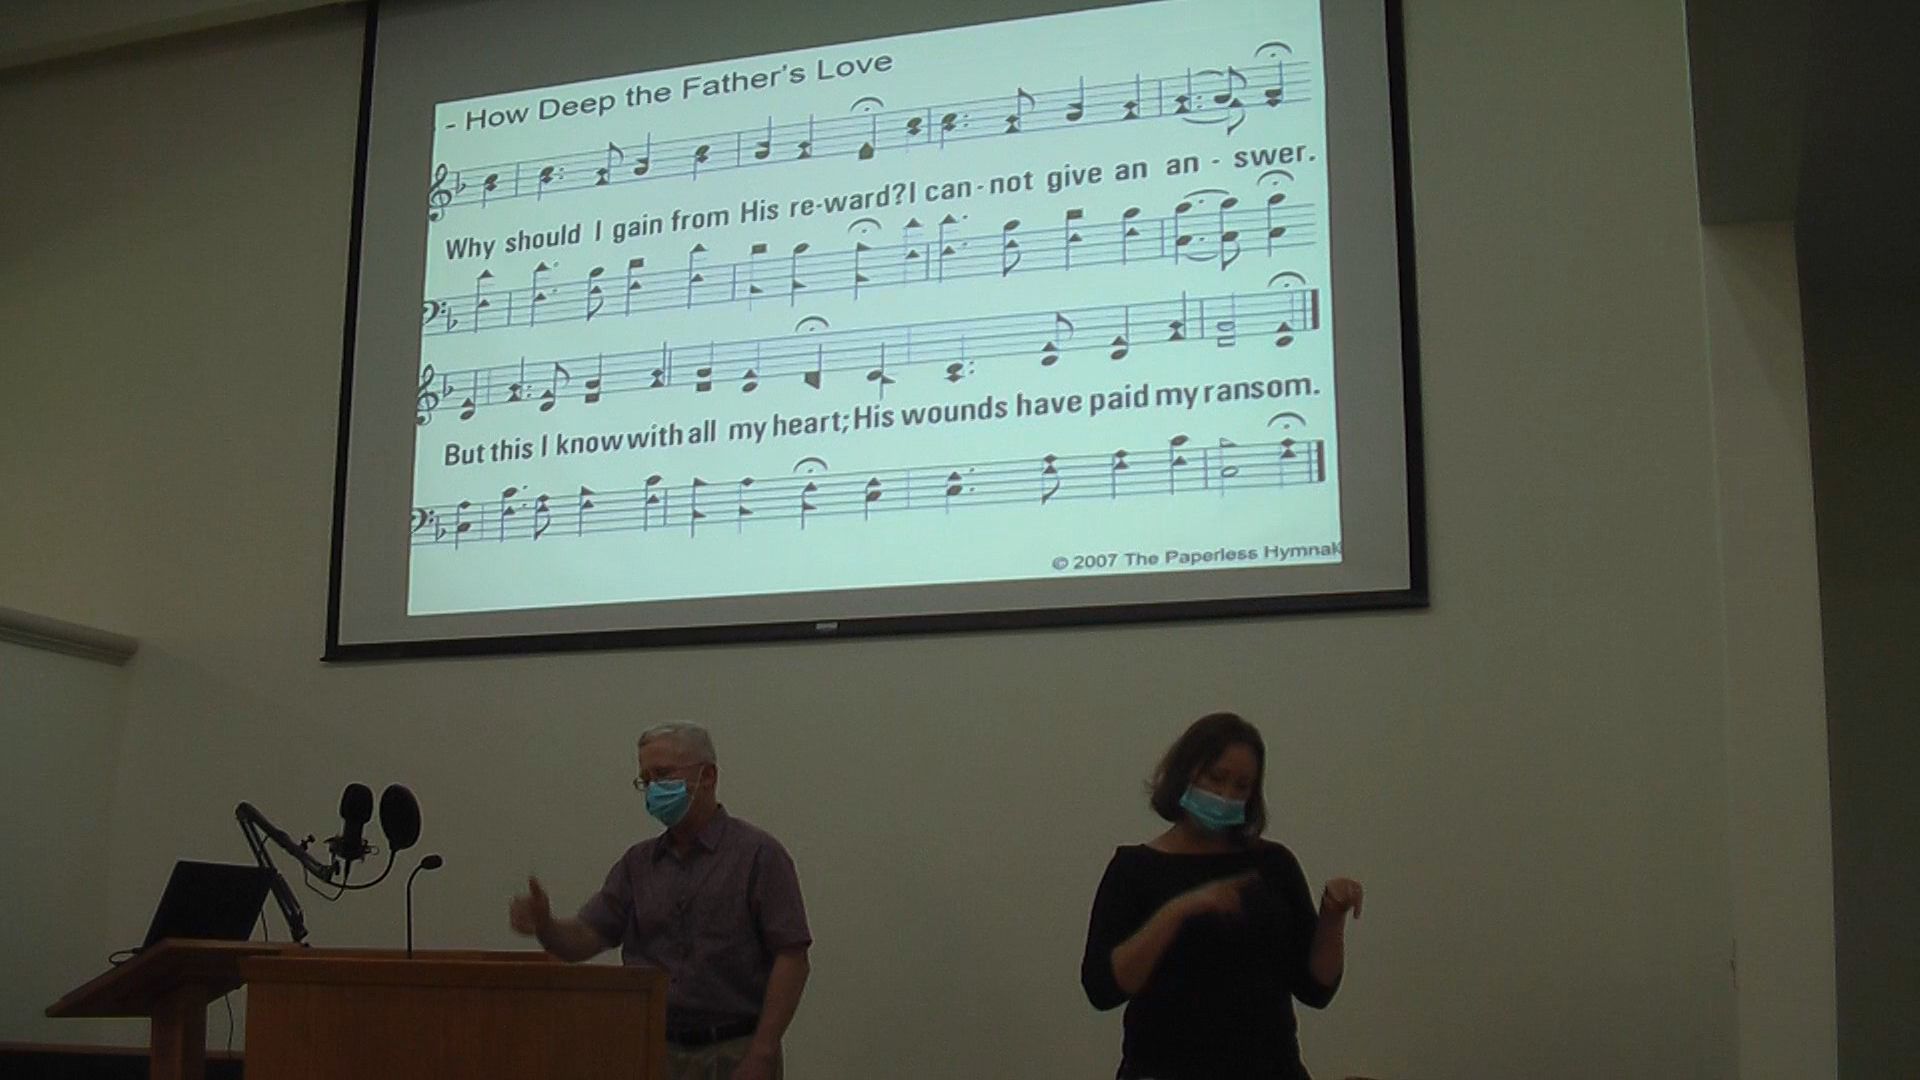 - How Deep the Father's Love
Why should I gain from His re-ward? I can-not give an an - swer.
But this I know with all my heart; His wounds have paid my ransom.
© 2007 The Paperless Hymnal